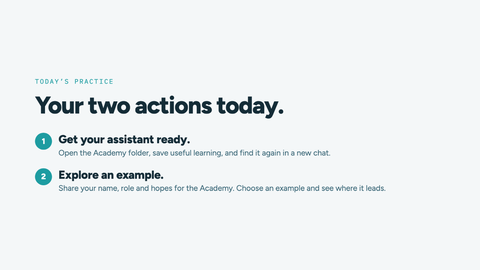 TODAY'S PRACTICE
Your two actions today.
1 Get your assistant ready.
Open the Academy folder, save useful learning, and find it again in a new chat.
2 Explore an example.
Share your name, role and hopes for the Academy. Choose an example and see where it leads.